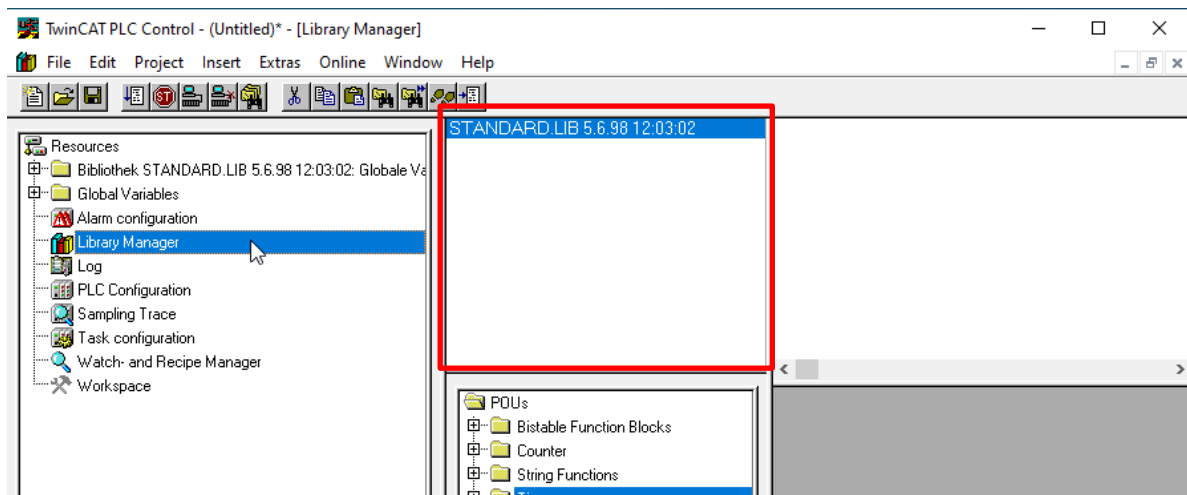 TwinCAT PLC Control - (Untitled)* - [Library Manager]
File Edit Project Insert Extras Online Window Help
STANDARD.LIB 5.6.98 12:03:02
Resources
Bibliothek STANDARD.LIB 5.6.98 12:03:02: Globale Va
Global Variables
Alarm configuration
Library Manager
Log
PLC Configuration
Sampling Trace
Task configuration
Watch- and Recipe Manager
Workspace
POUs
Bistable Function Blocks
Counter
String Functions